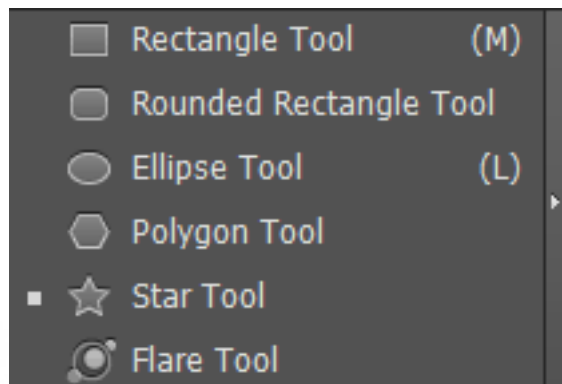 Rectangle Tool (M)
Rounded Rectangle Tool
Ellipse Tool (L)
Polygon Tool
Star Tool
Flare Tool